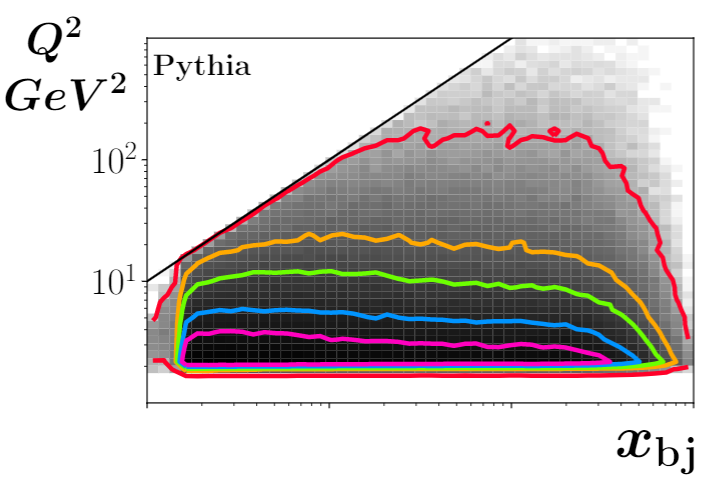 Q²
GeV²
Pythia
10²
10¹
x_bj